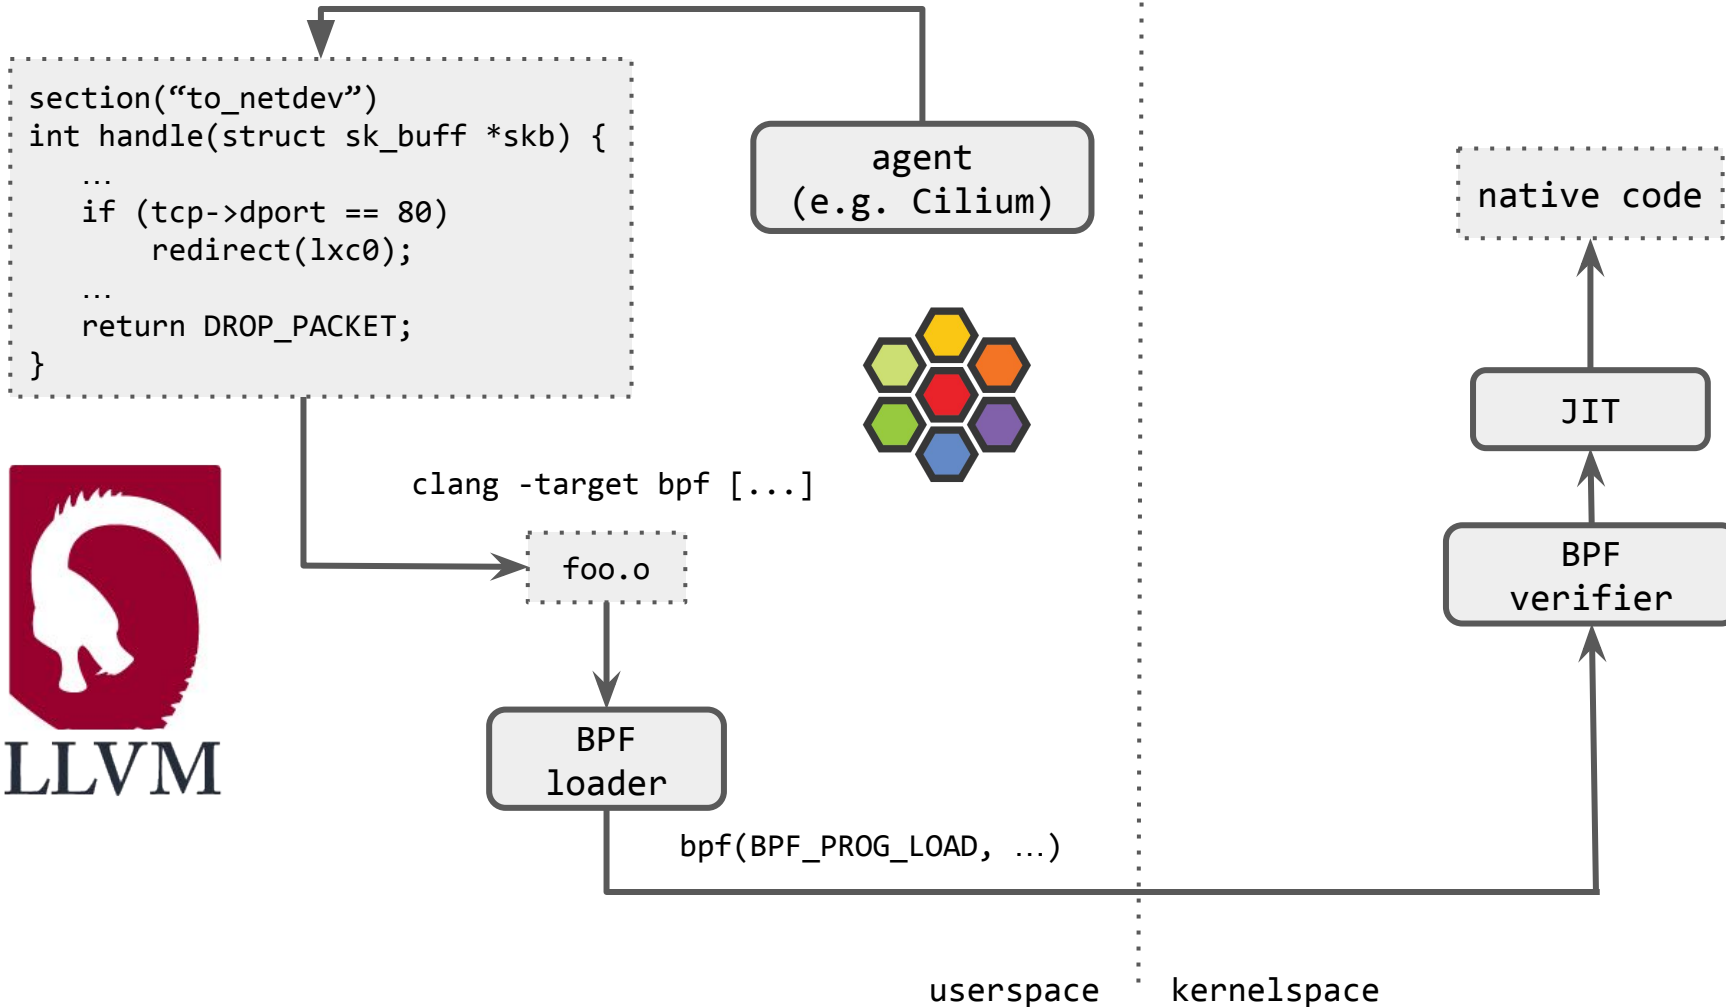 section(“to_netdev”)
int handle(struct sk_buff *skb) {
…
if (tcp->dport == 80)
redirect(lxc0);
…
return DROP_PACKET;
}
agent
(e.g. Cilium)
native code
JIT
clang -target bpf [...]
BPF
verifier
foo.o
LLVM
BPF
loader
bpf(BPF_PROG_LOAD, …)
userspace
kernelspace